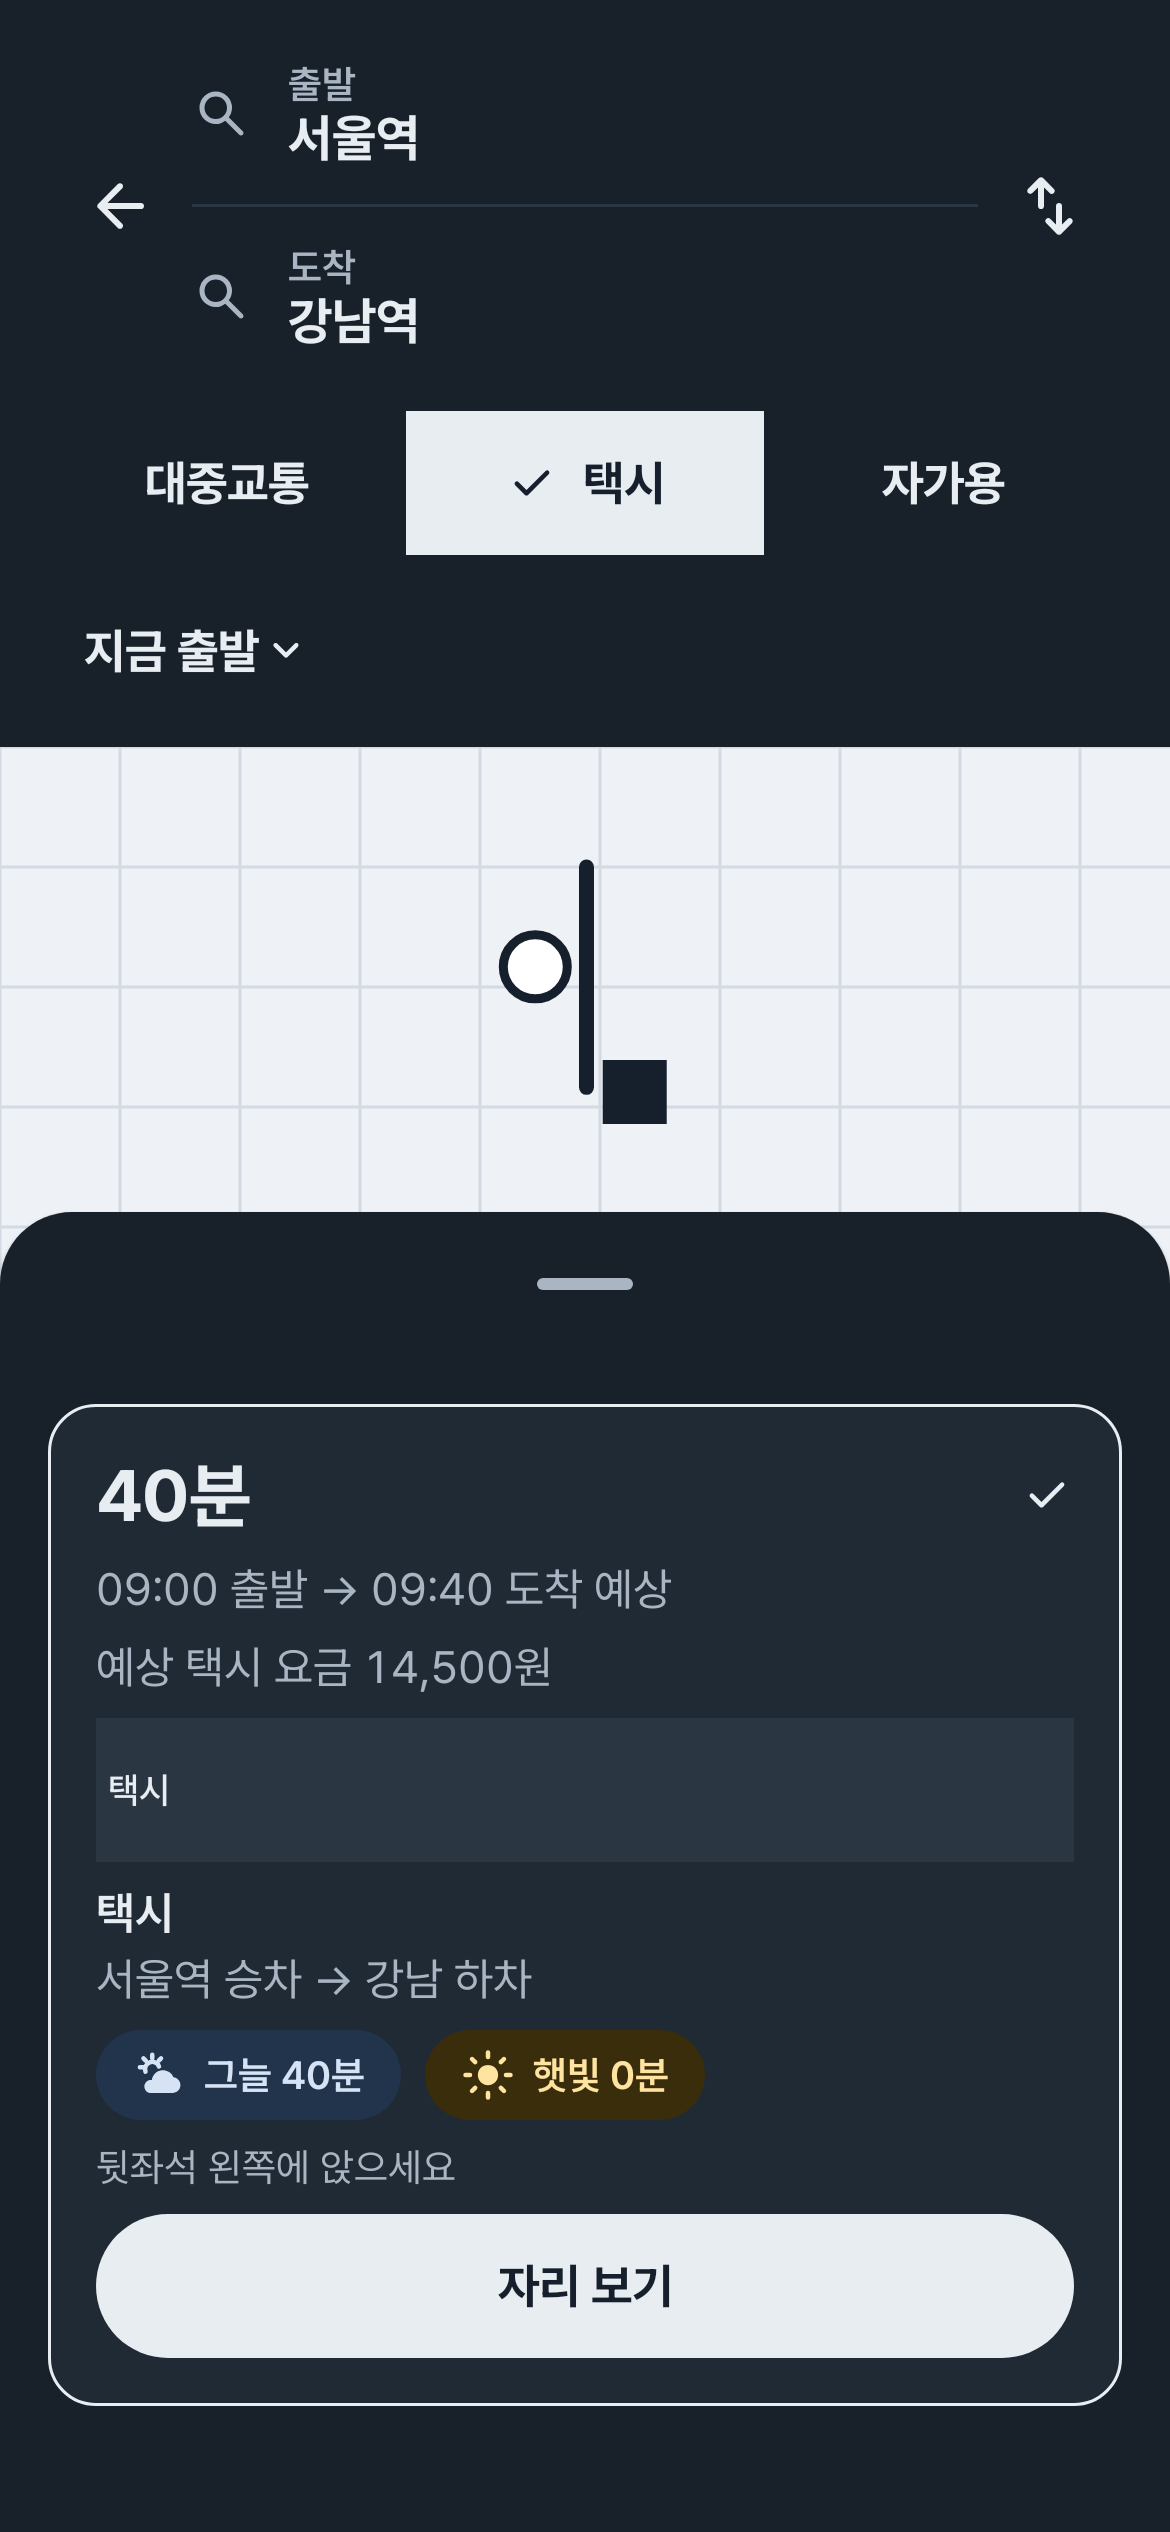 출발
서울역
도착
강남역
대중교통
택시
자가용
지금 출발
40분
09:00 출발 → 09:40 도착 예상
예상 택시 요금 14,500원
택시
택시
서울역 승차 → 강남 하차
그늘 40분
햇빛 0분
뒷좌석 왼쪽에 앉으세요
자리 보기